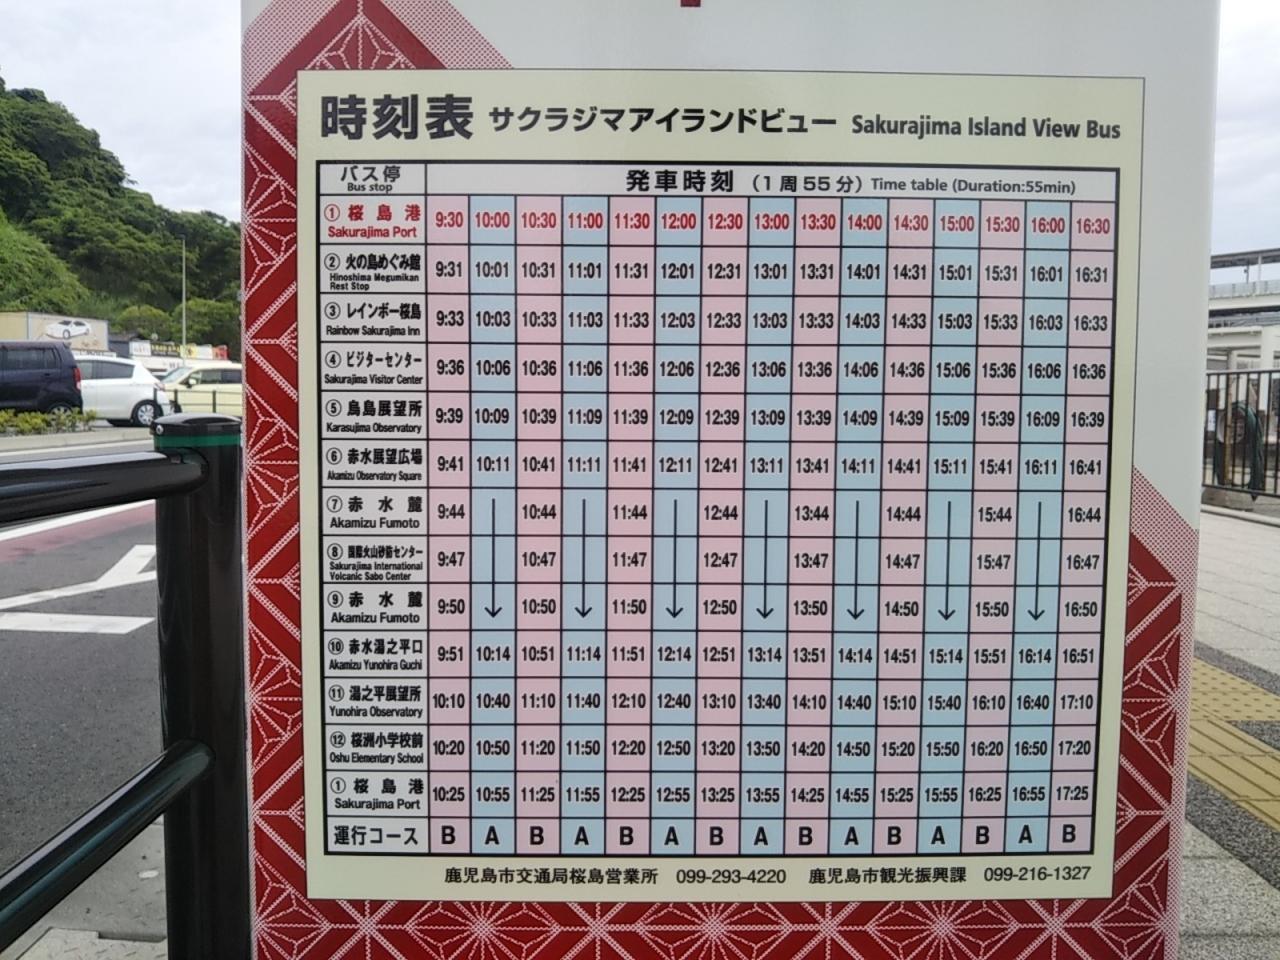 時刻表 サクラジマアイランドビュー Sakurajima Island View Bus
バス停 発車時刻 (1周55分) Time table (Duration:55min)
Bus stop
① 桜島港 9:30 10:00 10:30 11:00 11:30 12:00 12:30 13:00 13:30 14:00 14:30 15:00 15:30 16:00 16:30
Sakurajima Port
② 火の島めぐみ館 9:31 10:01 10:31 11:01 11:31 12:01 12:31 13:01 13:31 14:01 14:31 15:01 15:31 16:01 16:31
Hinoshima Megumikan
Rest Stop
③ レインボー桜島 9:33 10:03 10:33 11:03 11:33 12:03 12:33 13:03 13:33 14:03 14:33 15:03 15:33 16:03 16:33
Rainbow Sakurajima Inn
④ ビジターセンター 9:36 10:06 10:36 11:06 11:36 12:06 12:36 13:06 13:36 14:06 14:36 15:06 15:36 16:06 16:36
Sakurajima Visitor Center
⑤ 烏島展望所 9:39 10:09 10:39 11:09 11:39 12:09 12:39 13:09 13:39 14:09 14:39 15:09 15:39 16:09 16:39
Karasujima Observatory
⑥ 赤水展望広場 9:41 10:11 10:41 11:11 11:41 12:11 12:41 13:11 13:41 14:11 14:41 15:11 15:41 16:11 16:41
Akamizu Observatory Square
⑦ 赤水麓 9:44 10:44 11:44 12:44 13:44 14:44 15:44 16:44
Akamizu Fumoto
⑧ 国際火山砂防センター 9:47 10:47 11:47 12:47 13:47 14:47 15:47 16:47
Sakurajima International
Volcanic Sabo Center
⑨ 赤水麓 9:50 10:50 11:50 12:50 13:50 14:50 15:50 16:50
Akamizu Fumoto
⑩ 赤水湯之平口 9:51 10:14 10:51 11:14 11:51 12:14 12:51 13:14 13:51 14:14 14:51 15:14 15:51 16:14 16:51
Akamizu Yunohira Guchi
⑪ 湯之平展望所 10:10 10:40 11:10 11:40 12:10 12:40 13:10 13:40 14:10 14:40 15:10 15:40 16:10 16:40 17:10
Yunohira Observatory
⑫ 桜洲小学校前 10:20 10:50 11:20 11:50 12:20 12:50 13:20 13:50 14:20 14:50 15:20 15:50 16:20 16:50 17:20
Oshu Elementary School
① 桜島港 10:25 10:55 11:25 11:55 12:25 12:55 13:25 13:55 14:25 14:55 15:25 15:55 16:25 16:55 17:25
Sakurajima Port
運行コース B A B A B A B A B A B A B A B
鹿児島市交通局桜島営業所 099-293-4220 鹿児島市観光振興課 099-216-1327